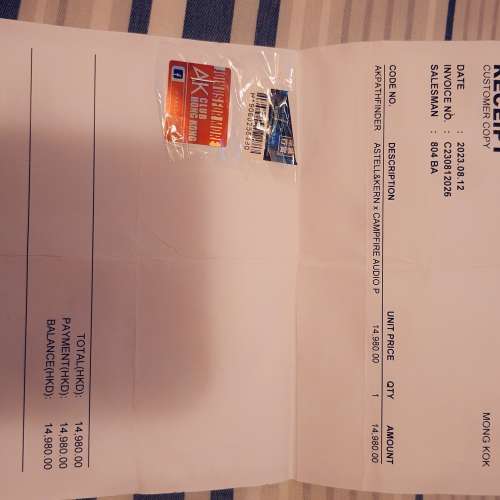 RECEIPT
CUSTOMER COPY
MONG KOK
DATE : 2023.08.12
INVOICE NO. : C230812026
SALESMAN : 804 BA
CODE NO. DESCRIPTION UNIT PRICE QTY AMOUNT
AKPATHFINDER ASTELL&KERN x CAMPFIRE AUDIO P 14,980.00 1 14,980.00
AK
CLUB
HONG KONG
TOTAL(HKD): 14,980.00
PAYMENT(HKD): 14,980.00
BALANCE(HKD): 14,980.00